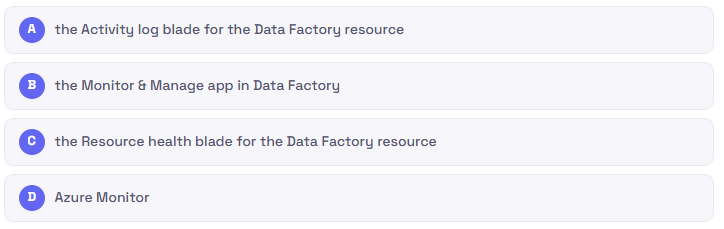 A the Activity log blade for the Data Factory resource
B the Monitor & Manage app in Data Factory
C the Resource health blade for the Data Factory resource
D Azure Monitor